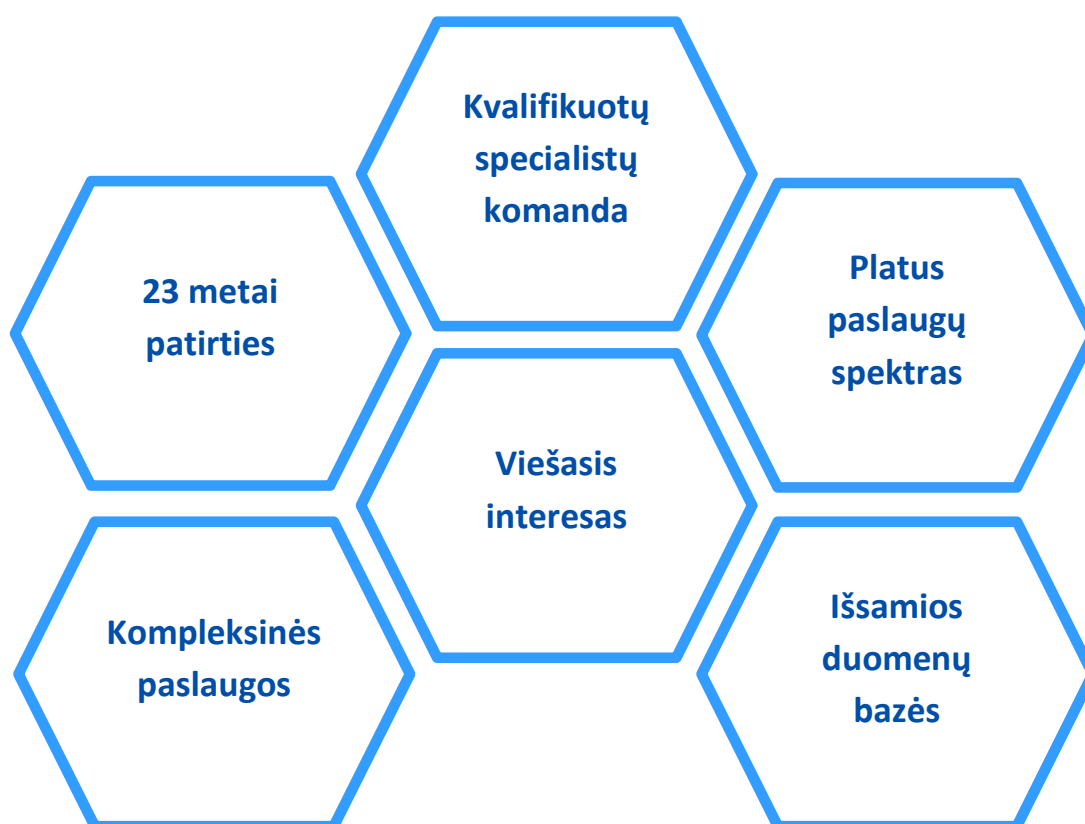 Kvalifikuotų
specialistų
komanda
23 metai
patirties
Platus
paslaugų
spektras
Viešasis
interesas
Kompleksinės
paslaugos
Išsamios
duomenų
bazės